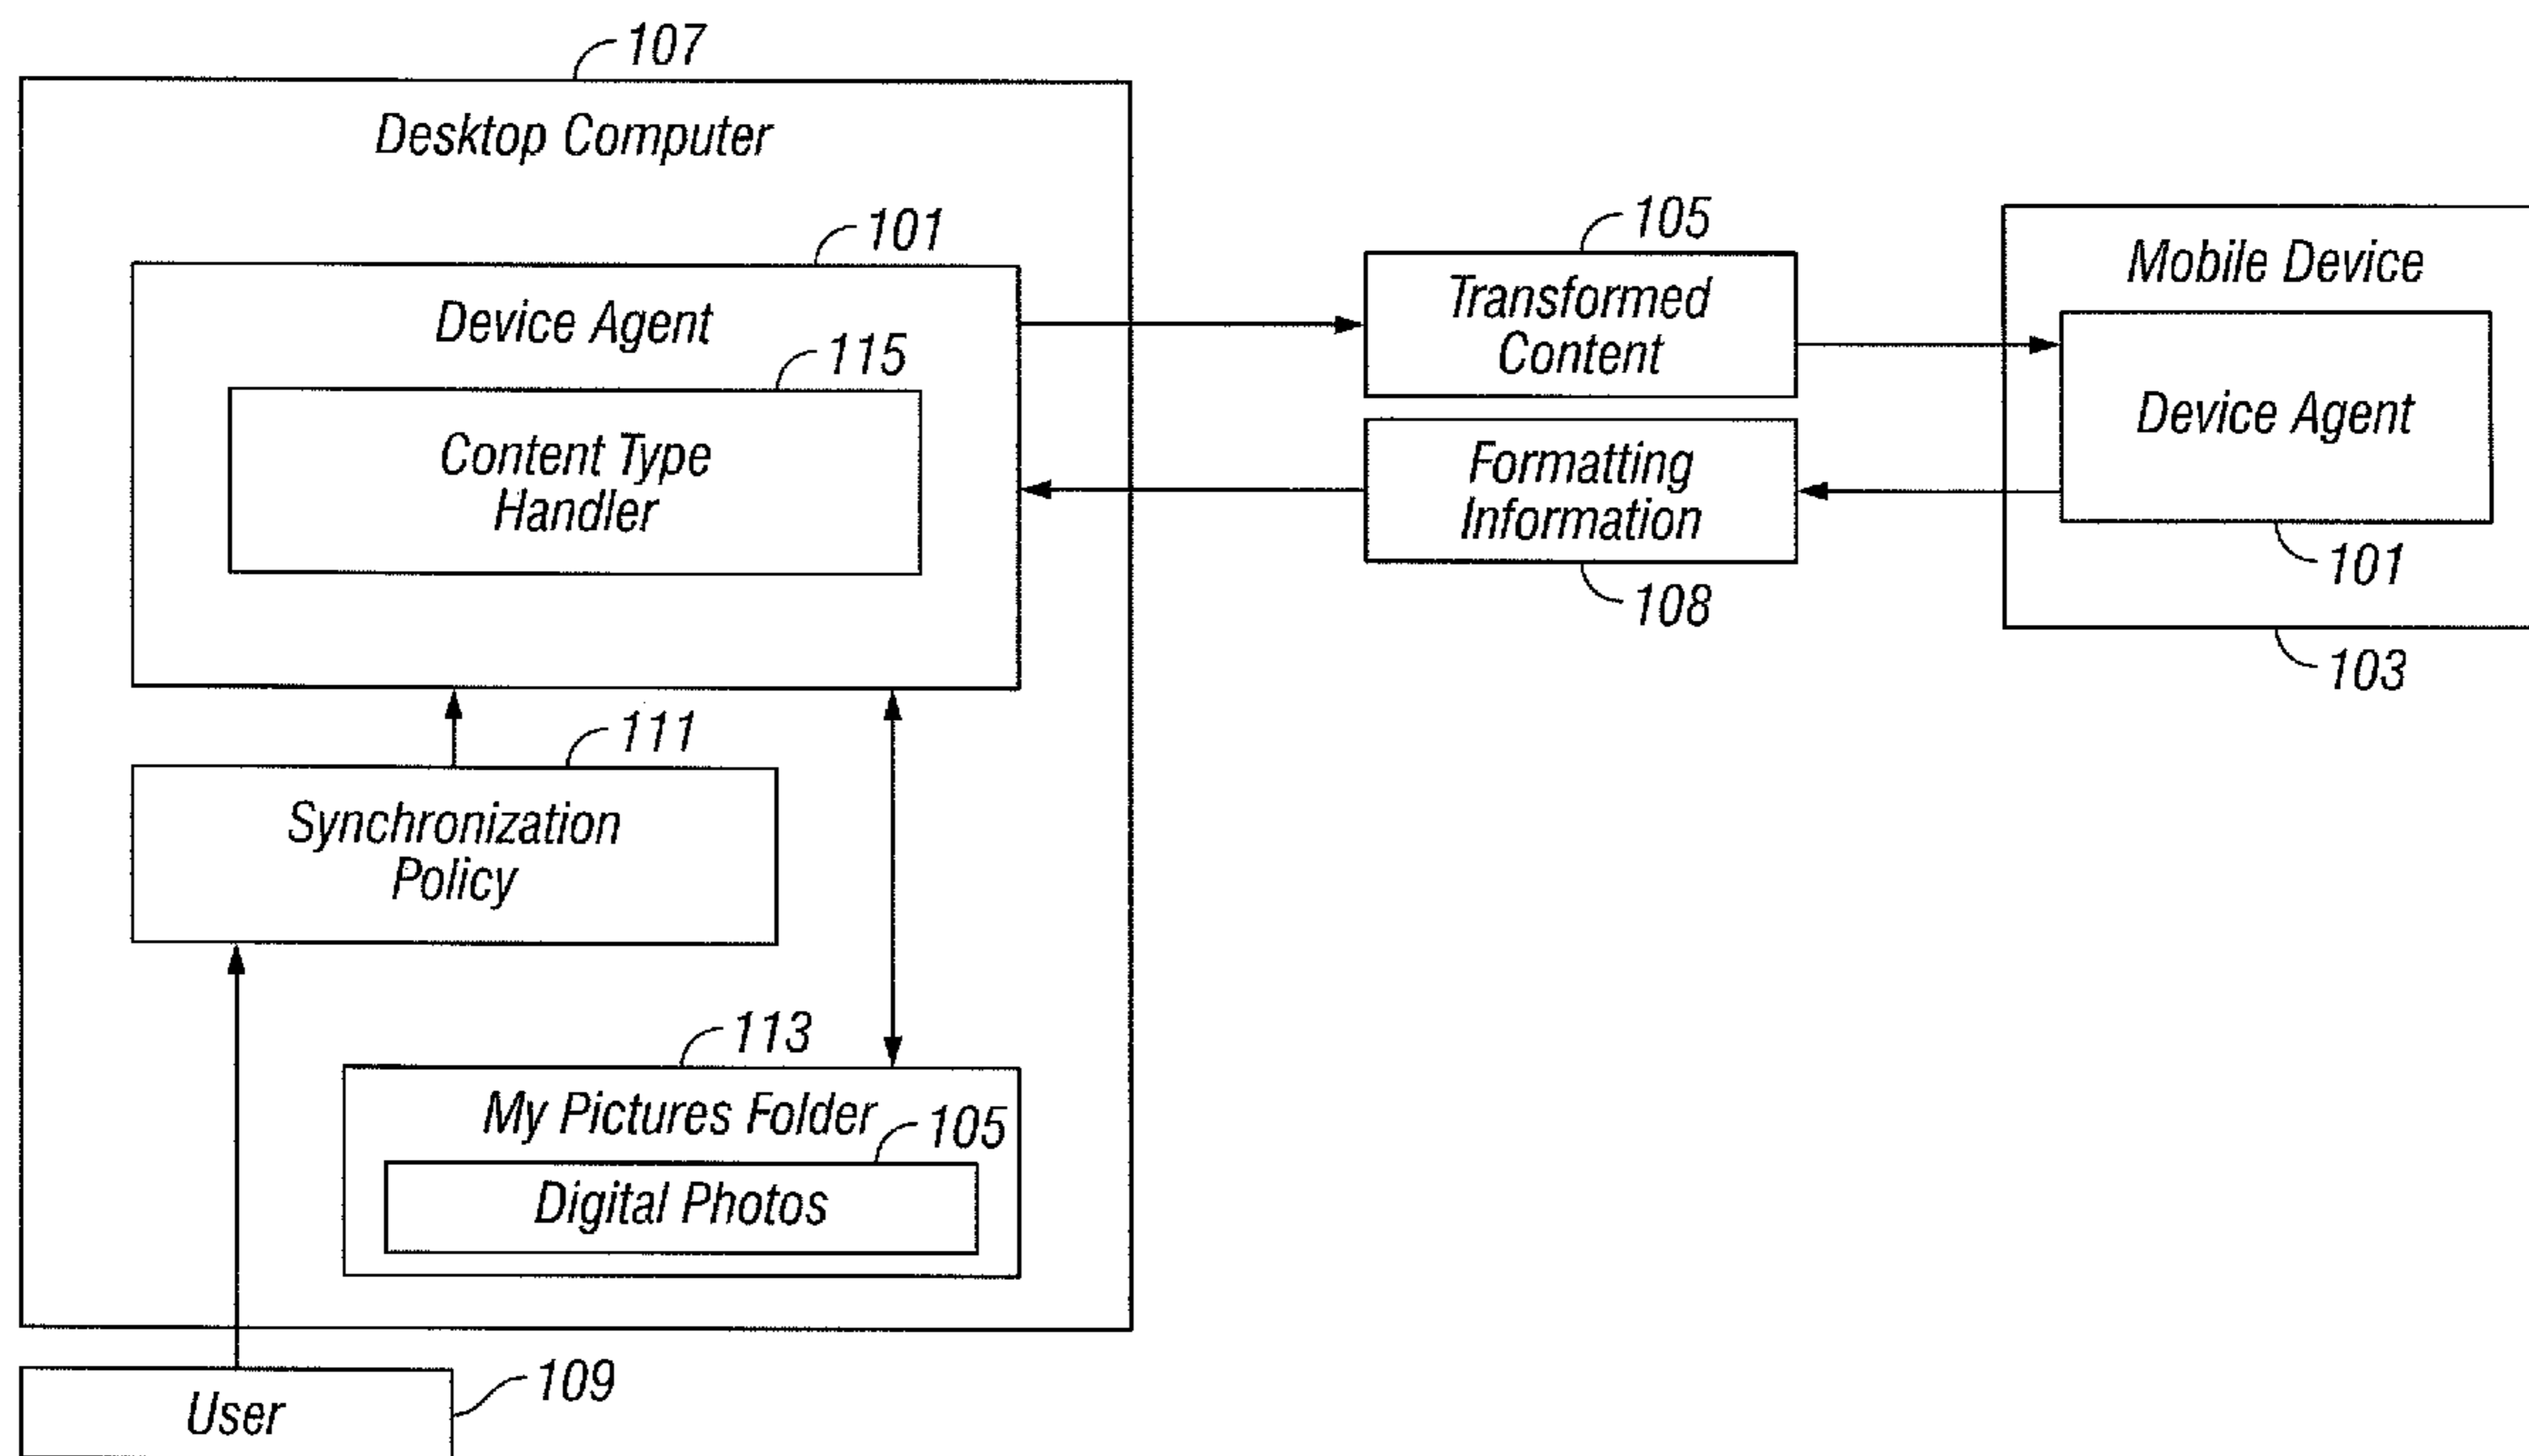 107
Desktop Computer
101
Device Agent
115
Content Type
Handler
105
Transformed
Content
Formatting
Information
108
Mobile Device
Device Agent
101
103
111
Synchronization
Policy
113
My Pictures Folder
105
Digital Photos
User
109